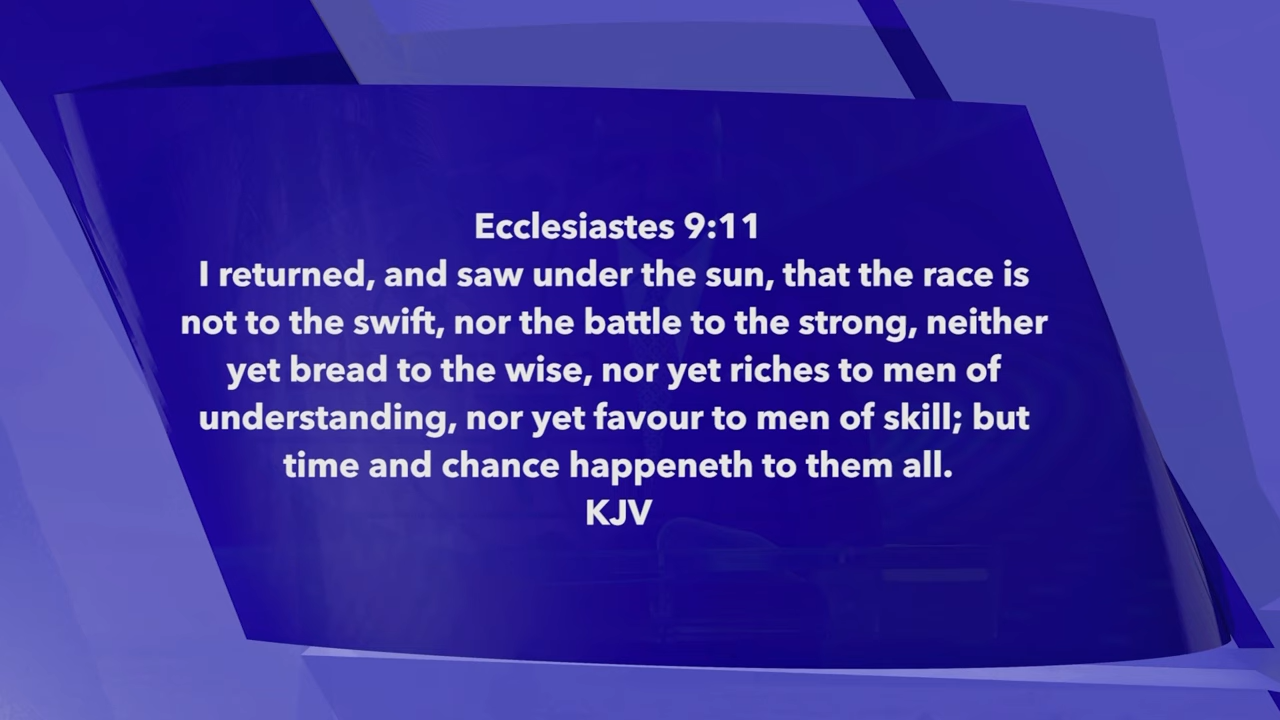 Ecclesiastes 9:11
I returned, and saw under the sun, that the race is
not to the swift, nor the battle to the strong, neither
yet bread to the wise, nor yet riches to men of
understanding, nor yet favour to men of skill; but
time and chance happeneth to them all.
KJV